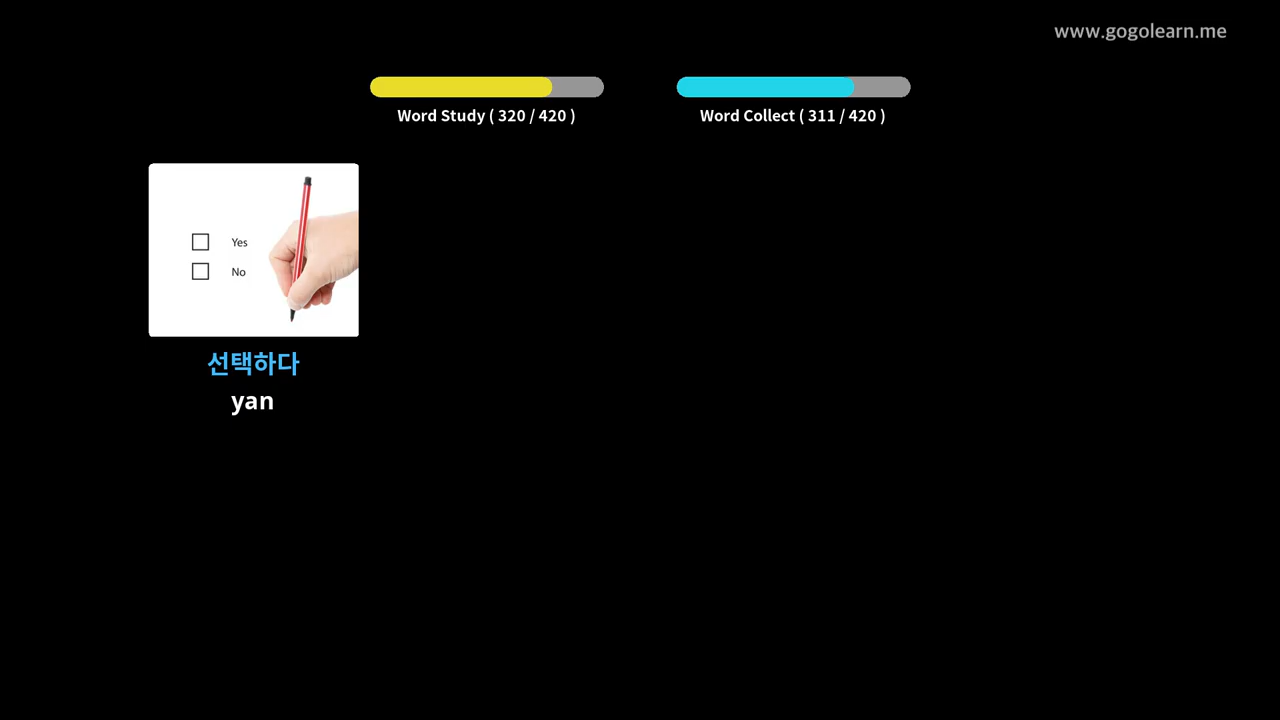 www.gogolearn.me
Word Study ( 320 / 420 )
Word Collect ( 311 / 420 )
Yes
No
선택하다
yan